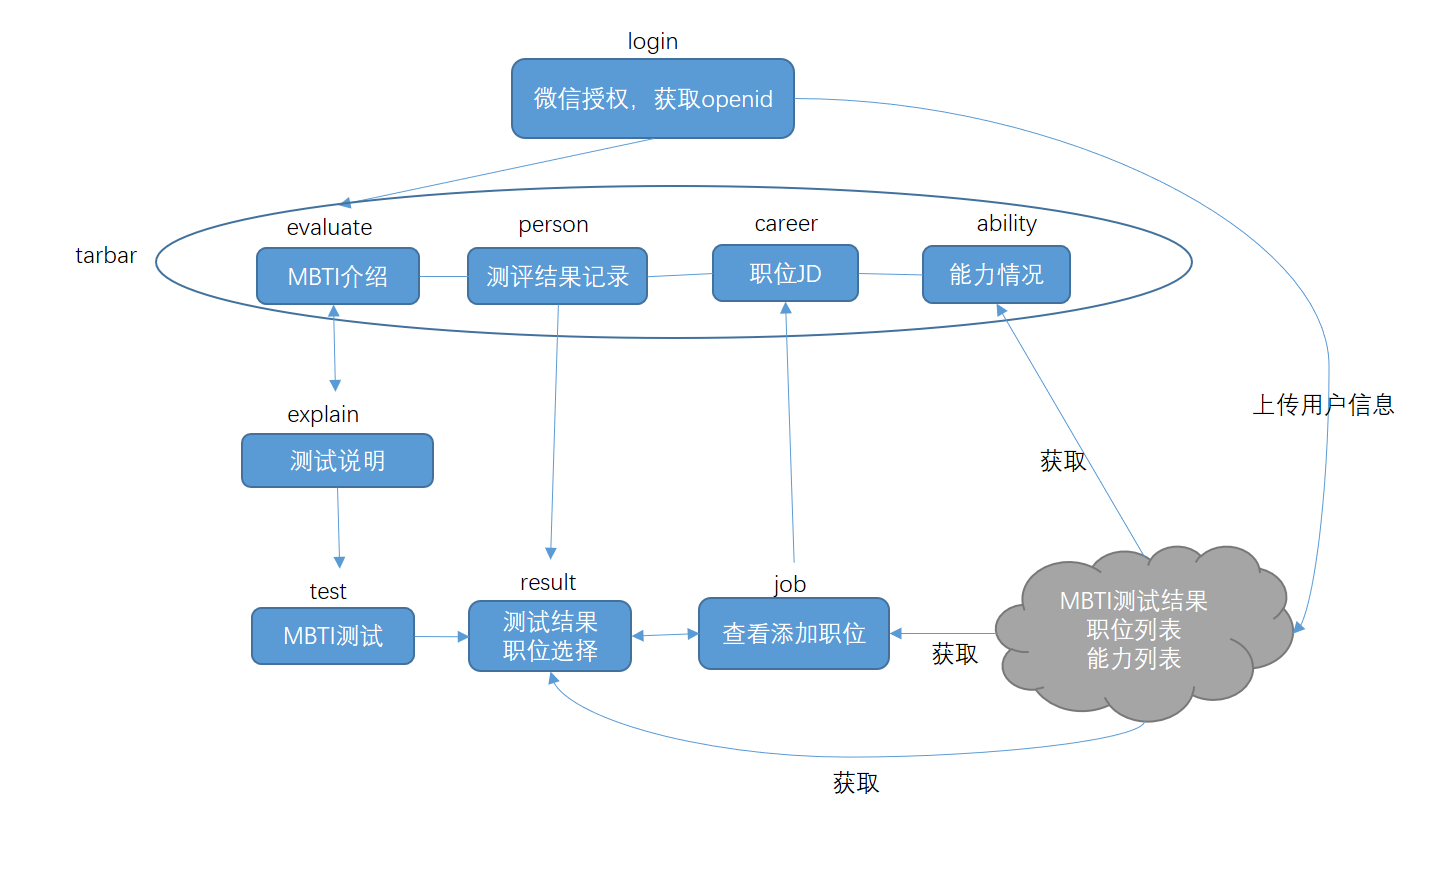 login
微信授权，获取openid
tarbar
evaluate
person
career
ability
MBTI介绍
测评结果记录
职位JD
能力情况
上传用户信息
explain
测试说明
获取
test
result
job
MBTI测试
测试结果
职位选择
查看添加职位
获取
MBTI测试结果
职位列表
能力列表
获取